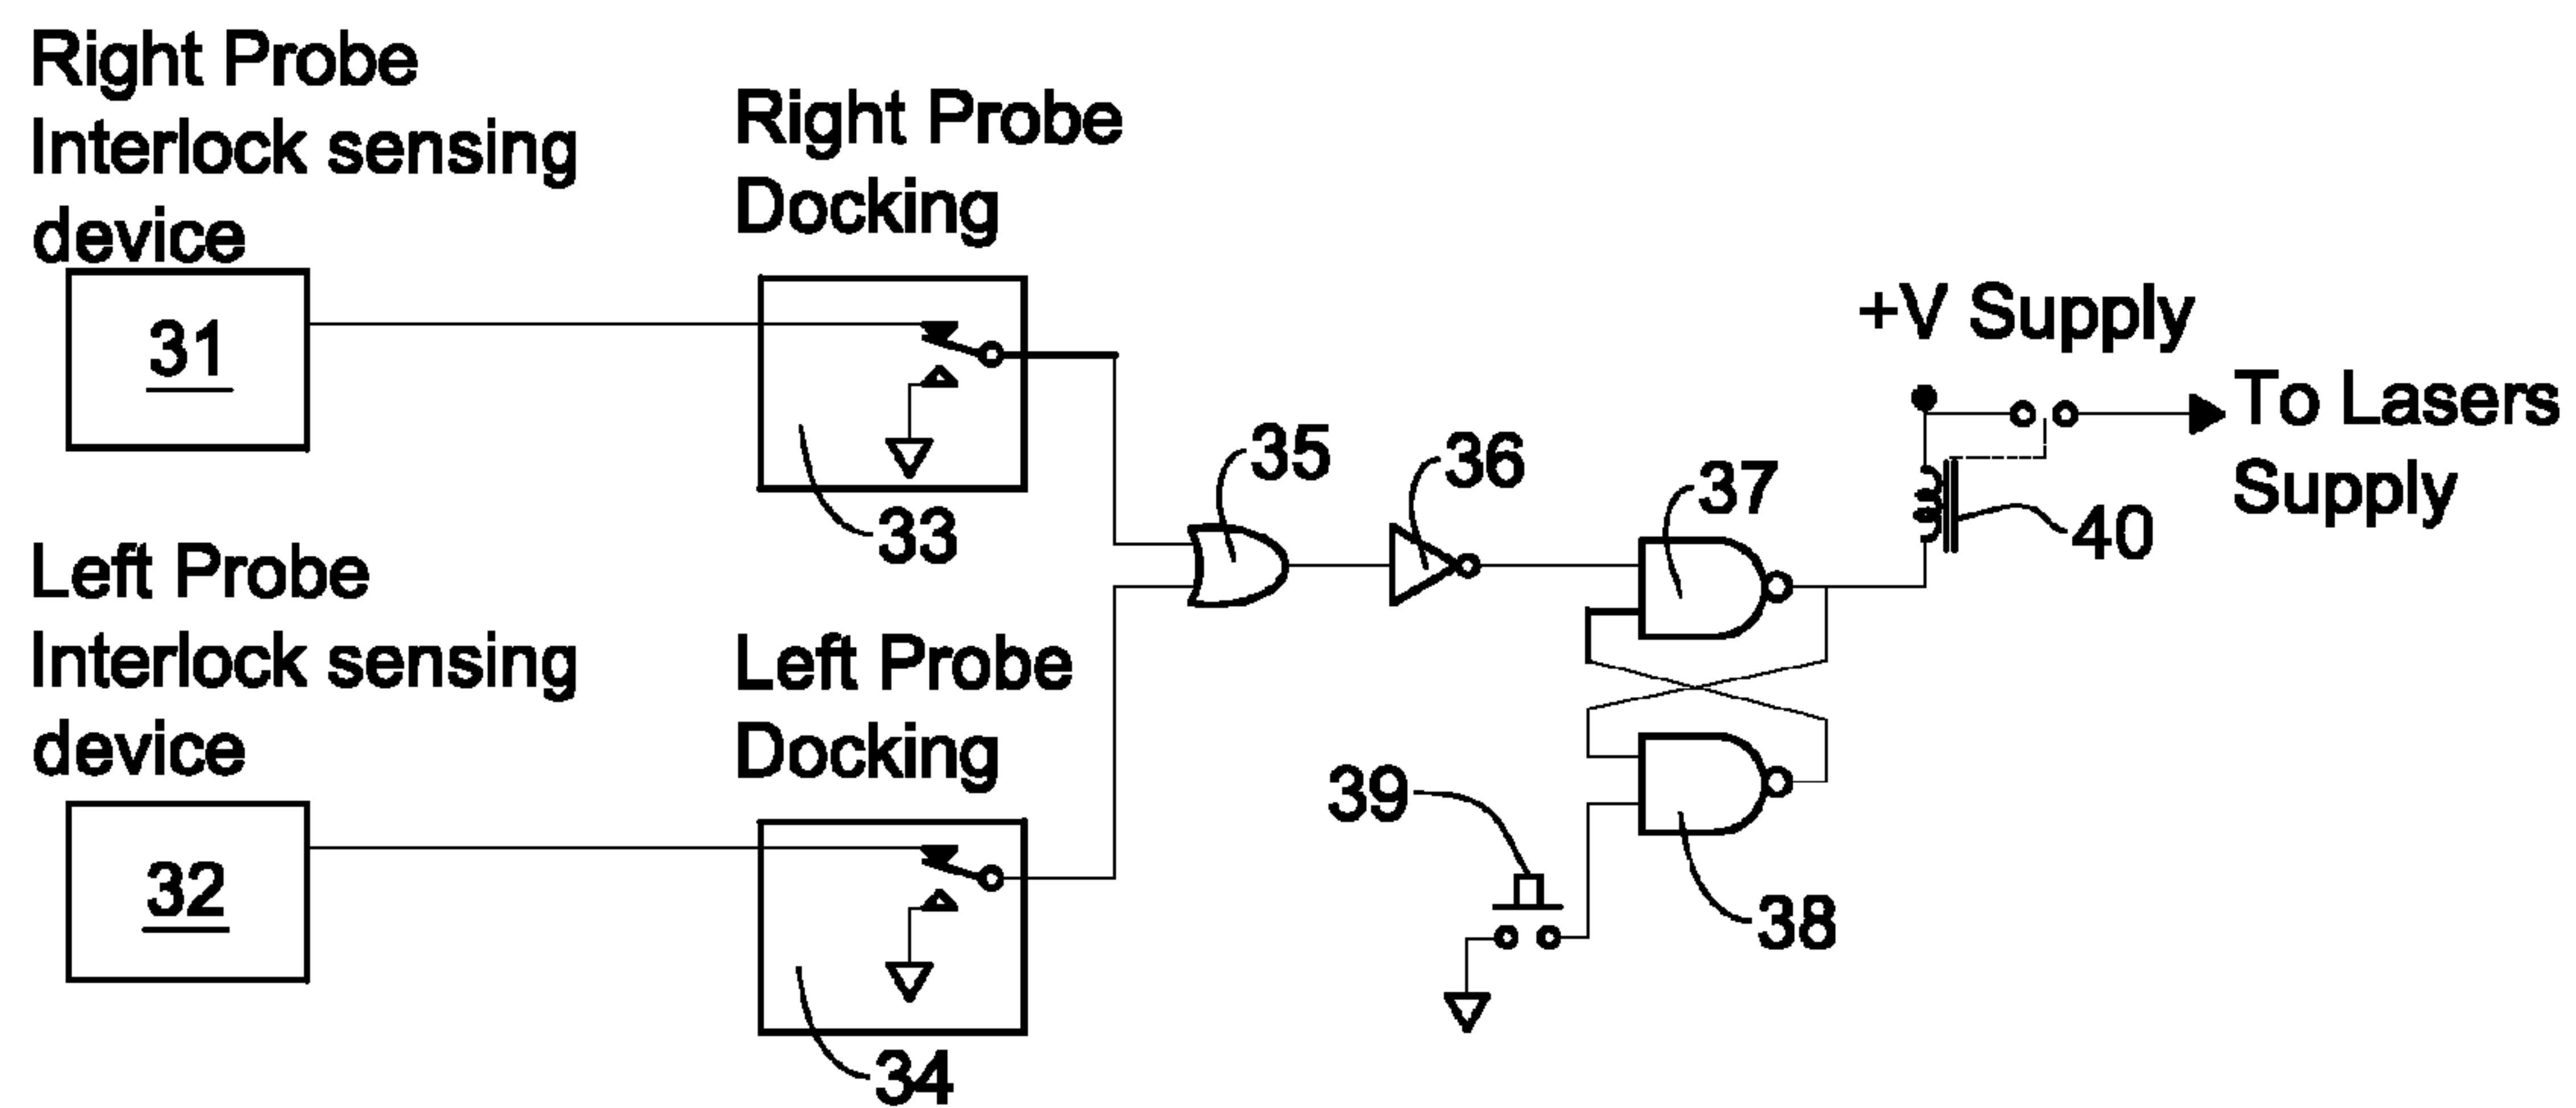 Right Probe
Interlock sensing
device
31
Right Probe
Docking
33
Left Probe
Interlock sensing
device
32
Left Probe
Docking
34
35
36
37
38
39
+V Supply
To Lasers
Supply
40